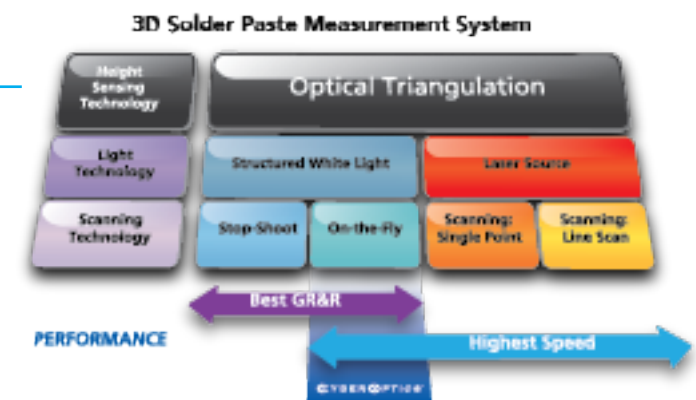 3D Solder Paste Measurement System
Height
Sensing
Technology
Optical Triangulation
Light
Technology
Structured White Light
Laser Source
Scanning
Technology
Stop-Shoot
On-the-Fly
Scanning:
Single Point
Scanning:
Line Scan
Best GR&R
PERFORMANCE
Highest Speed
CYBEROPTICS